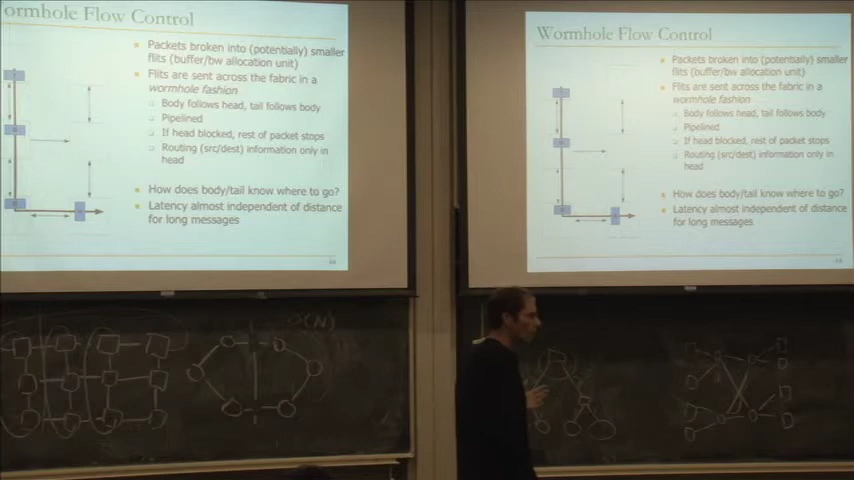 ormhole Flow Control
Packets broken into (potentially) smaller
flits (buffer/bw allocation unit)
Flits are sent across the fabric in a
wormhole fashion
Body follows head, tail follows body
Pipelined
If head blocked, rest of packet stops
Routing (src/dest) information only in
head
How does body/tail know where to go?
Latency almost independent of distance
for long messages
Wormhole Flow Control
Packets broken into (potentially) smaller
flits (buffer/bw allocation unit)
Flits are sent across the fabric in a
wormhole fashion
Body follows head, tail follows body
Pipelined
If head blocked, rest of packet stops
Routing (src/dest) information only in
head
How does body/tail know where to go?
Latency almost independent of distance
for long messages
O(N)